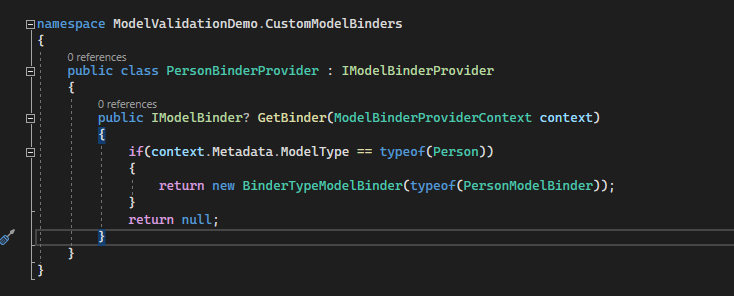 namespace ModelValidationDemo.CustomModelBinders
{
0 references
public class PersonBinderProvider : IModelBinderProvider
{
0 references
public IModelBinder? GetBinder(ModelBinderProviderContext context)
{
if(context.Metadata.ModelType == typeof(Person))
{
return new BinderTypeModelBinder(typeof(PersonModelBinder));
}
return null;
}
}
}